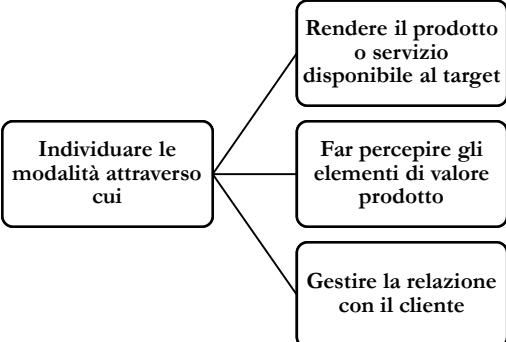 Rendere il prodotto
o servizio
disponibile al target
Individuare le
modalità attraverso
cui
Far percepire gli
elementi di valore
prodotto
Gestire la relazione
con il cliente